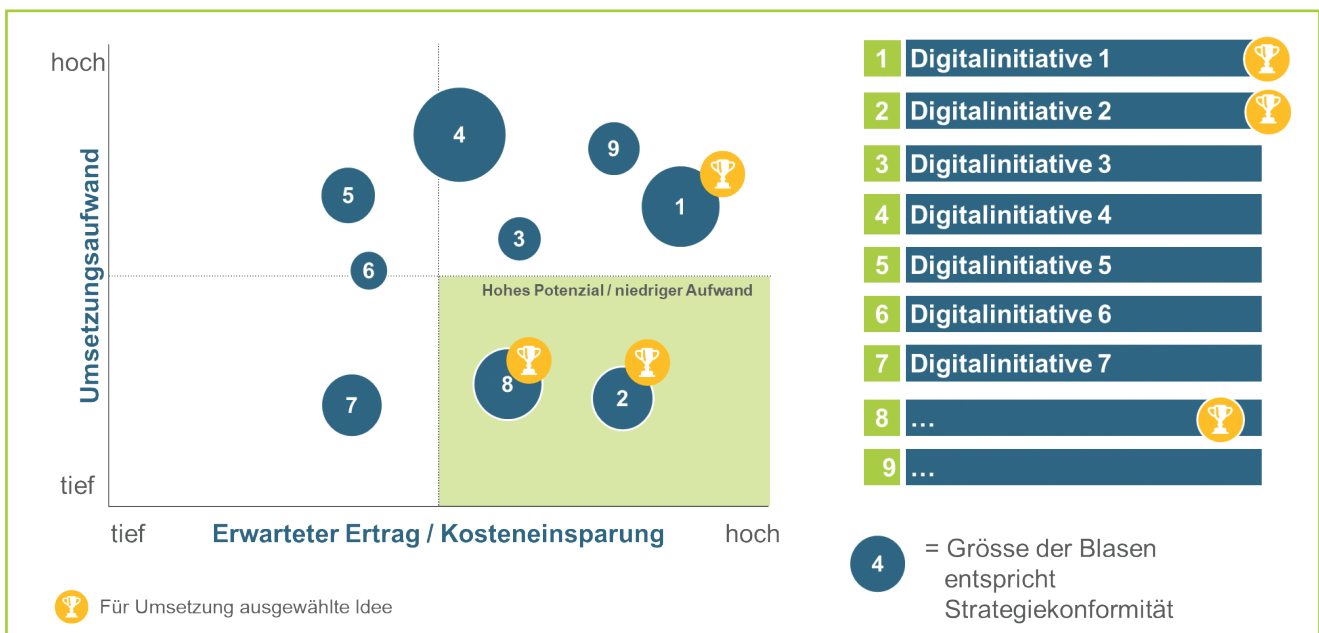 hoch
Umsetzungsaufwand
tief
4
9
5
1
3
6
Hohes Potenzial / niedriger Aufwand
8
2
7
tief
Erwarteter Ertrag / Kosteneinsparung
hoch
Für Umsetzung ausgewählte Idee
1 Digitalinitiative 1
2 Digitalinitiative 2
3 Digitalinitiative 3
4 Digitalinitiative 4
5 Digitalinitiative 5
6 Digitalinitiative 6
7 Digitalinitiative 7
8 ...
9 ...
4 = Grösse der Blasen
entspricht
Strategiekonformität